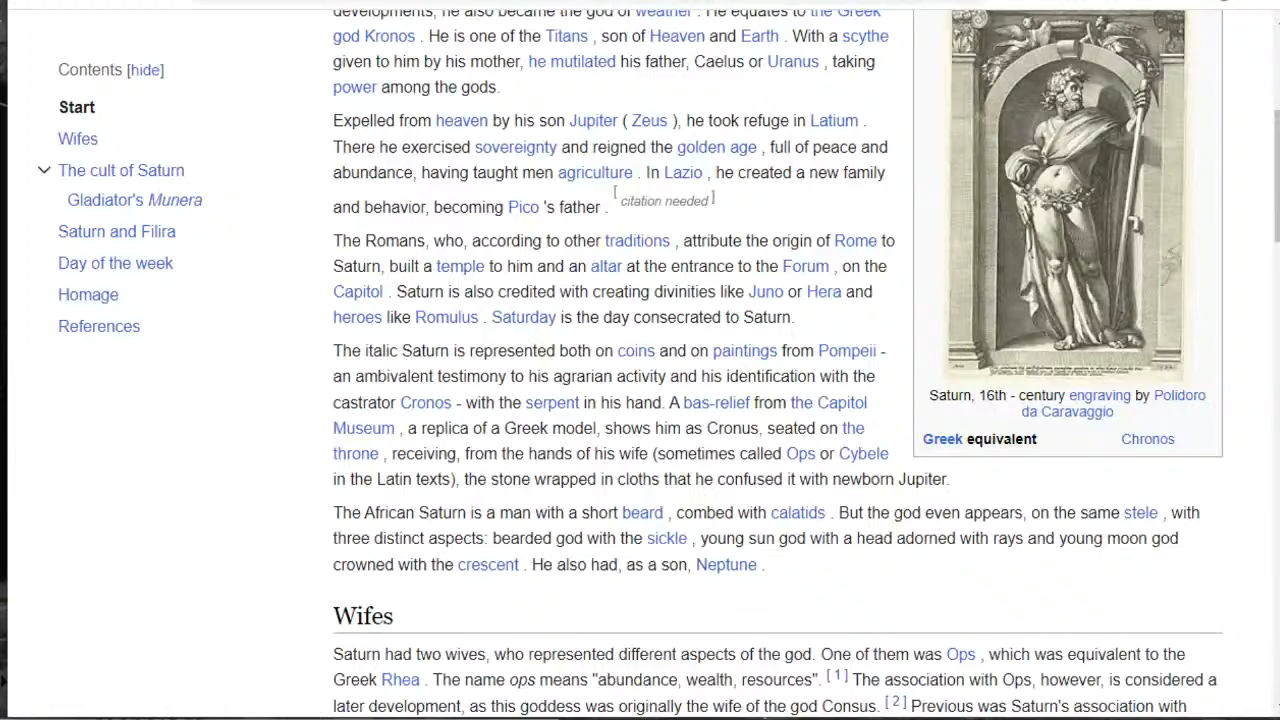 developments, he also became the god of weather . He equates to the Greek
god Kronos . He is one of the Titans , son of Heaven and Earth . With a scythe
given to him by his mother, he mutilated his father, Caelus or Uranus , taking
power among the gods.
Expelled from heaven by his son Jupiter ( Zeus ), he took refuge in Latium .
There he exercised sovereignty and reigned the golden age , full of peace and
abundance, having taught men agriculture . In Lazio , he created a new family
and behavior, becoming Pico 's father . [ citation needed ]
The Romans, who, according to other traditions , attribute the origin of Rome to
Saturn, built a temple to him and an altar at the entrance to the Forum , on the
Capitol . Saturn is also credited with creating divinities like Juno or Hera and
heroes like Romulus . Saturday is the day consecrated to Saturn.
The italic Saturn is represented both on coins and on paintings from Pompeii -
an ambivalent testimony to his agrarian activity and his identification with the
castrator Cronos - with the serpent in his hand. A bas-relief from the Capitol
Museum , a replica of a Greek model, shows him as Cronus, seated on the
throne , receiving, from the hands of his wife (sometimes called Ops or Cybele
in the Latin texts), the stone wrapped in cloths that he confused it with newborn Jupiter.
The African Saturn is a man with a short beard , combed with calatids . But the god even appears, on the same stele , with
three distinct aspects: bearded god with the sickle , young sun god with a head adorned with rays and young moon god
crowned with the crescent . He also had, as a son, Neptune .
Wifes
Saturn had two wives, who represented different aspects of the god. One of them was Ops , which was equivalent to the
Greek Rhea . The name ops means "abundance, wealth, resources". [ 1 ] The association with Ops, however, is considered a
later development, as this goddess was originally the wife of the god Consus. [ 2 ] Previous was Saturn's association with
Contents [hide]
Start
Wifes
The cult of Saturn
Gladiator's Munera
Saturn and Filira
Day of the week
Homage
References
Saturn, 16th - century engraving by Polidoro
da Caravaggio
Greek equivalent Chronos